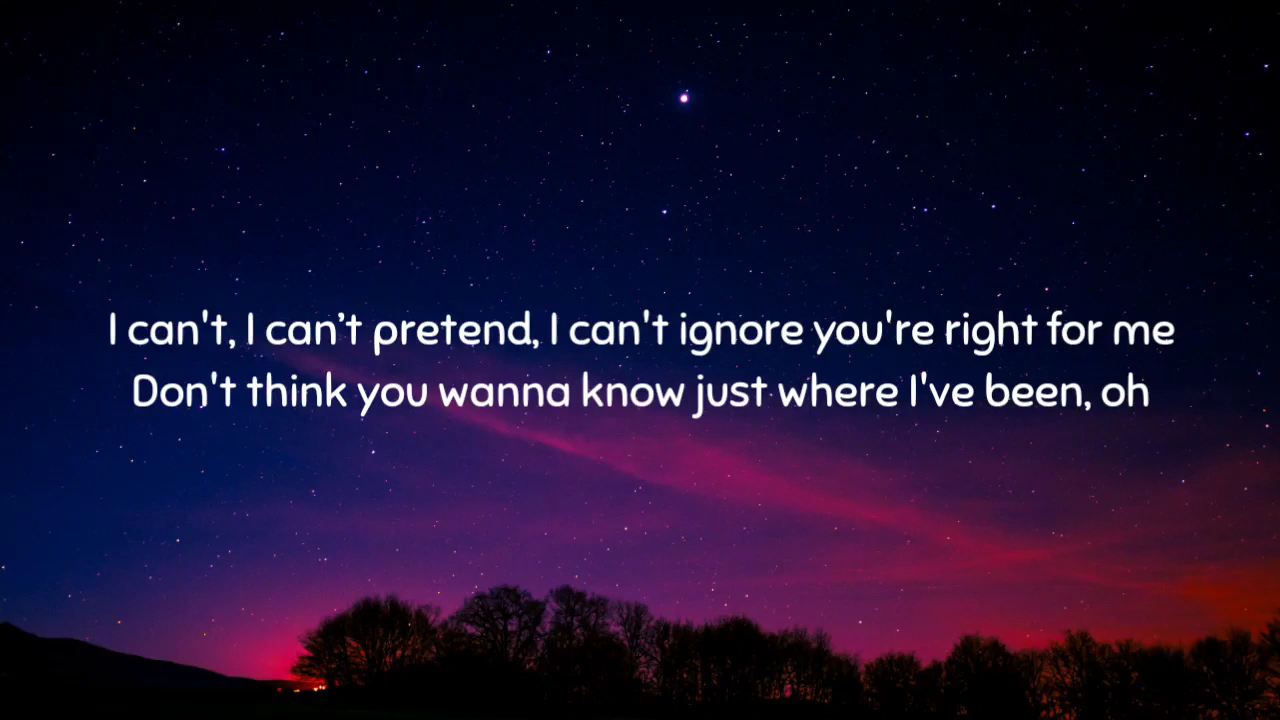 I can't, I can’t pretend, I can't ignore you're right for me
Don't think you wanna know just where I've been, oh